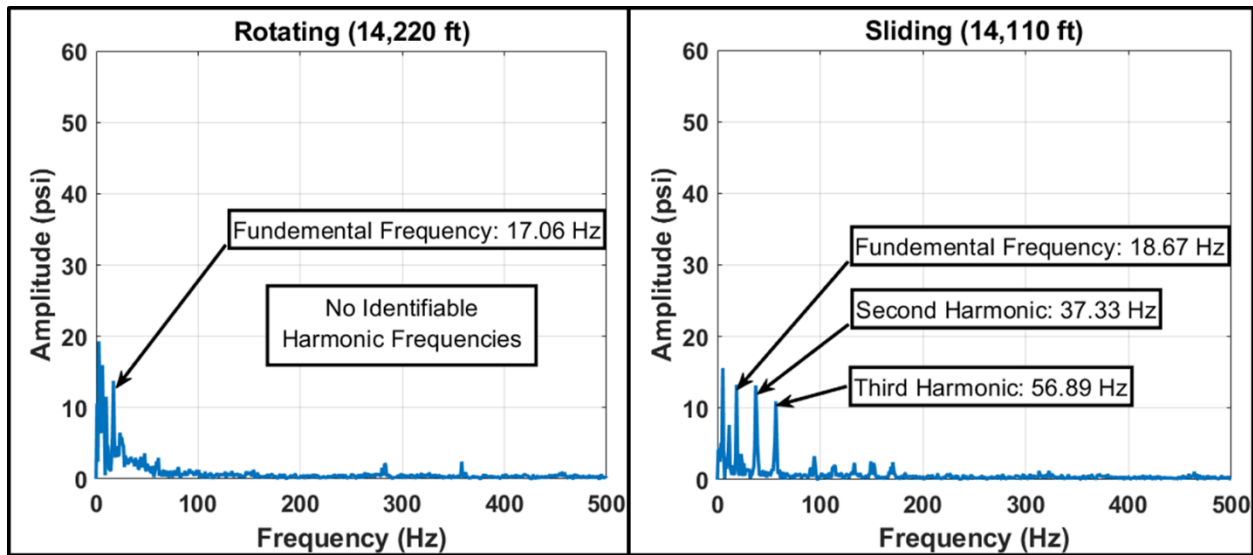 Rotating (14,220 ft)
60
50
40
30
20
10
0
Amplitude (psi)
Fundemental Frequency: 17.06 Hz
No Identifiable
Harmonic Frequencies
0 100 200 300 400 500
Frequency (Hz)
Sliding (14,110 ft)
60
50
40
30
20
10
0
Amplitude (psi)
Fundemental Frequency: 18.67 Hz
Second Harmonic: 37.33 Hz
Third Harmonic: 56.89 Hz
0 100 200 300 400 500
Frequency (Hz)